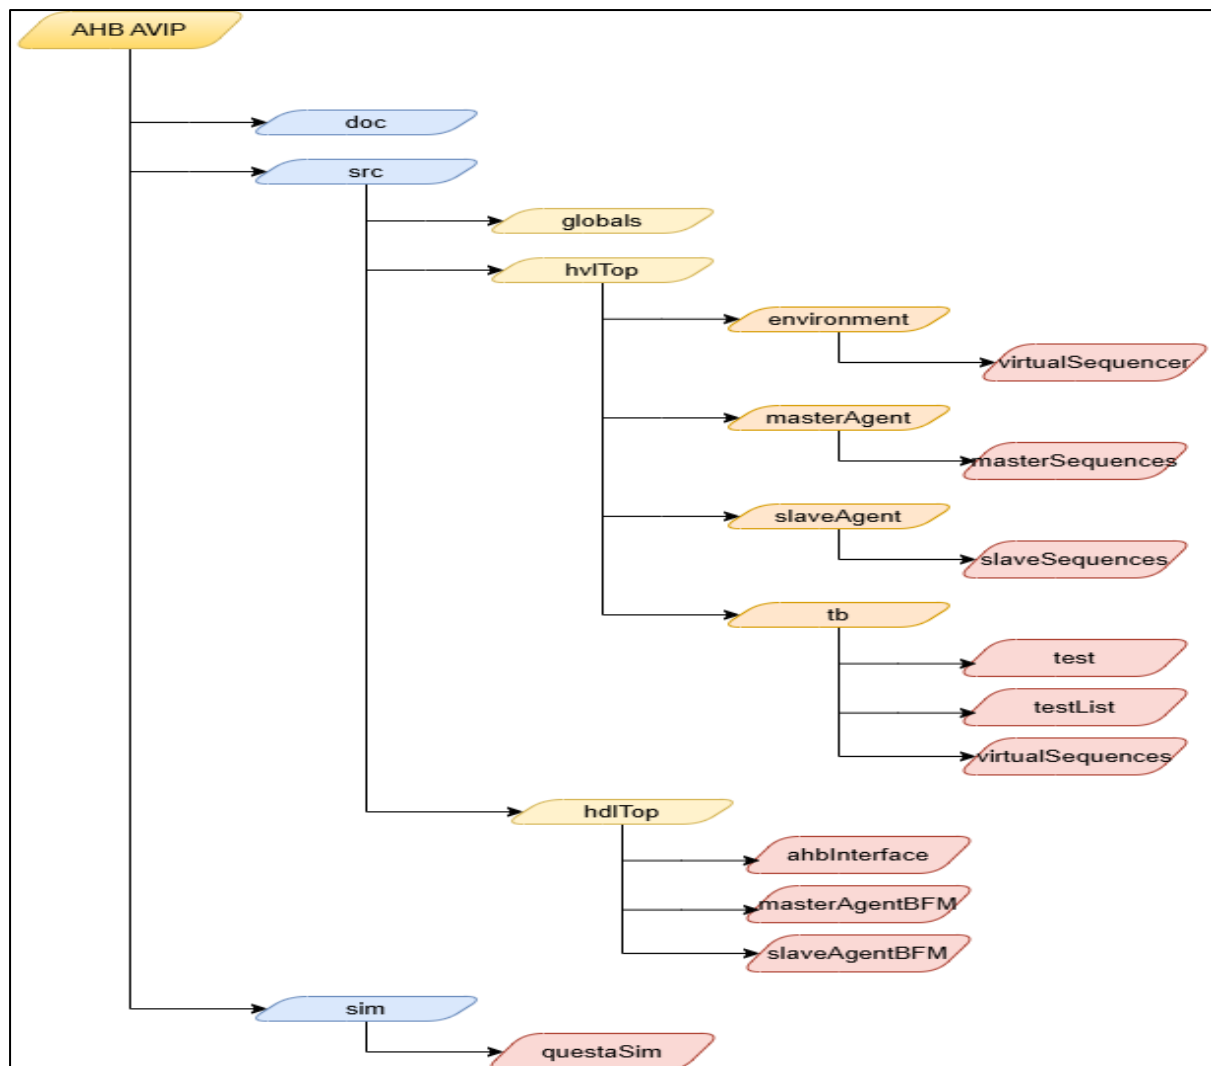 AHB AVIP
doc
src
globals
hvlTop
environment
virtualSequencer
masterAgent
masterSequences
slaveAgent
slaveSequences
tb
test
testList
virtualSequences
hdlTop
ahbInterface
masterAgentBFM
slaveAgentBFM
sim
questaSim